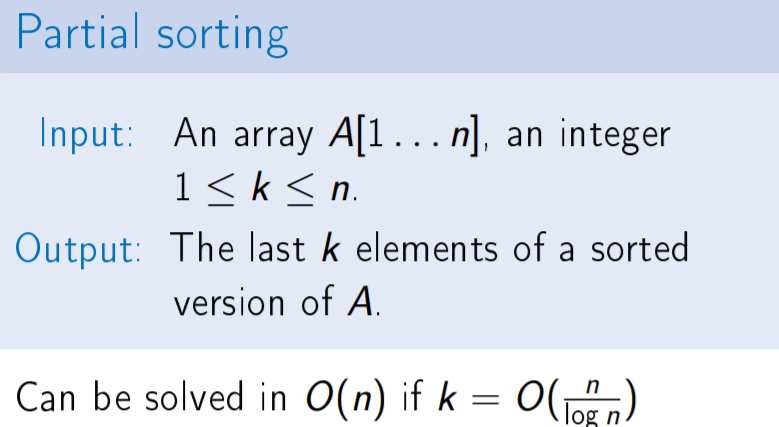 Partial sorting
Input: An array A[1 . . . n], an integer
1 ≤ k ≤ n.
Output: The last k elements of a sorted
version of A.
Can be solved in O(n) if k = O(n/log n)